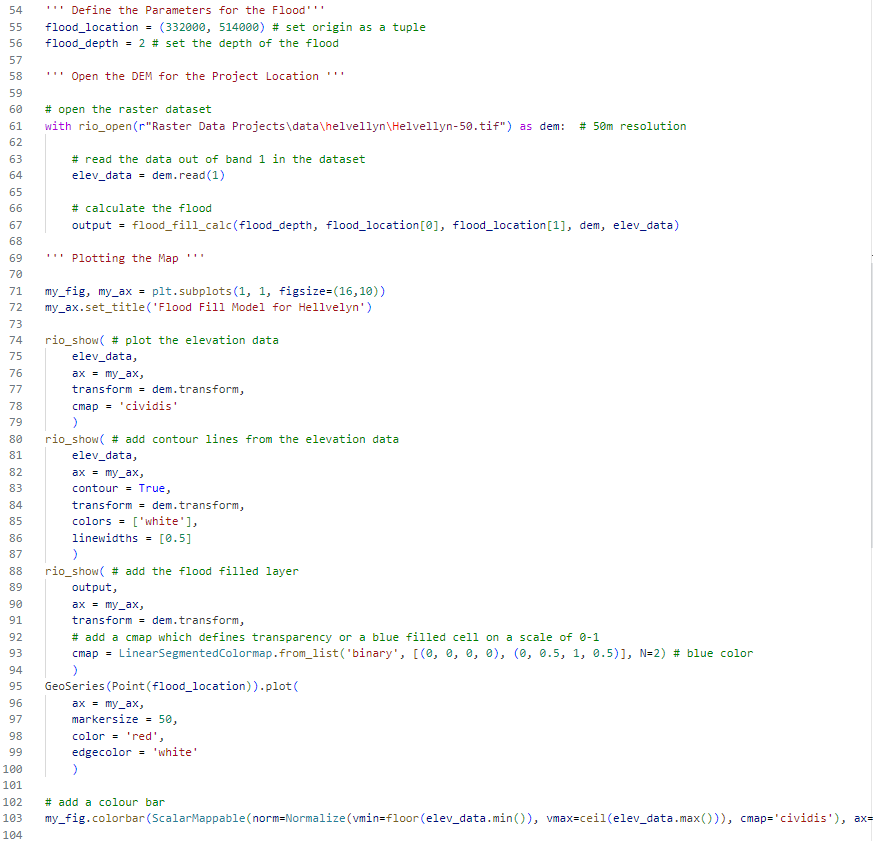 54 ''' Define the Parameters for the Flood'''
55 flood_location = (332000, 514000) # set origin as a tuple
56 flood_depth = 2 # set the depth of the flood
57
58 ''' Open the DEM for the Project Location '''
59
60 # open the raster dataset
61 with rio_open(r"Raster Data Projects\data\helvellyn\Helvellyn-50.tif") as dem:  # 50m resolution
62
63     # read the data out of band 1 in the dataset
64     elev_data = dem.read(1)
65
66     # calculate the flood
67     output = flood_fill_calc(flood_depth, flood_location[0], flood_location[1], dem, elev_data)
68
69 ''' Plotting the Map '''
70
71 my_fig, my_ax = plt.subplots(1, 1, figsize=(16,10))
72 my_ax.set_title('Flood Fill Model for Hellvelyn')
73
74 rio_show( # plot the elevation data
75     elev_data,
76     ax = my_ax,
77     transform = dem.transform,
78     cmap = 'cividis'
79     )
80 rio_show( # add contour lines from the elevation data
81     elev_data,
82     ax = my_ax,
83     contour = True,
84     transform = dem.transform,
85     colors = ['white'],
86     linewidths = [0.5]
87     )
88 rio_show( # add the flood filled layer
89     output,
90     ax = my_ax,
91     transform = dem.transform,
92     # add a cmap which defines transparency or a blue filled cell on a scale of 0-1
93     cmap = LinearSegmentedColormap.from_list('binary', [(0, 0, 0, 0), (0, 0.5, 1, 0.5)], N=2) # blue color
94     )
95 GeoSeries(Point(flood_location)).plot(
96     ax = my_ax,
97     markersize = 50,
98     color = 'red',
99     edgecolor = 'white'
100     )
101
102 # add a colour bar
103 my_fig.colorbar(ScalarMappable(norm=Normalize(vmin=floor(elev_data.min()), vmax=ceil(elev_data.max())), cmap='cividis'), ax=
104